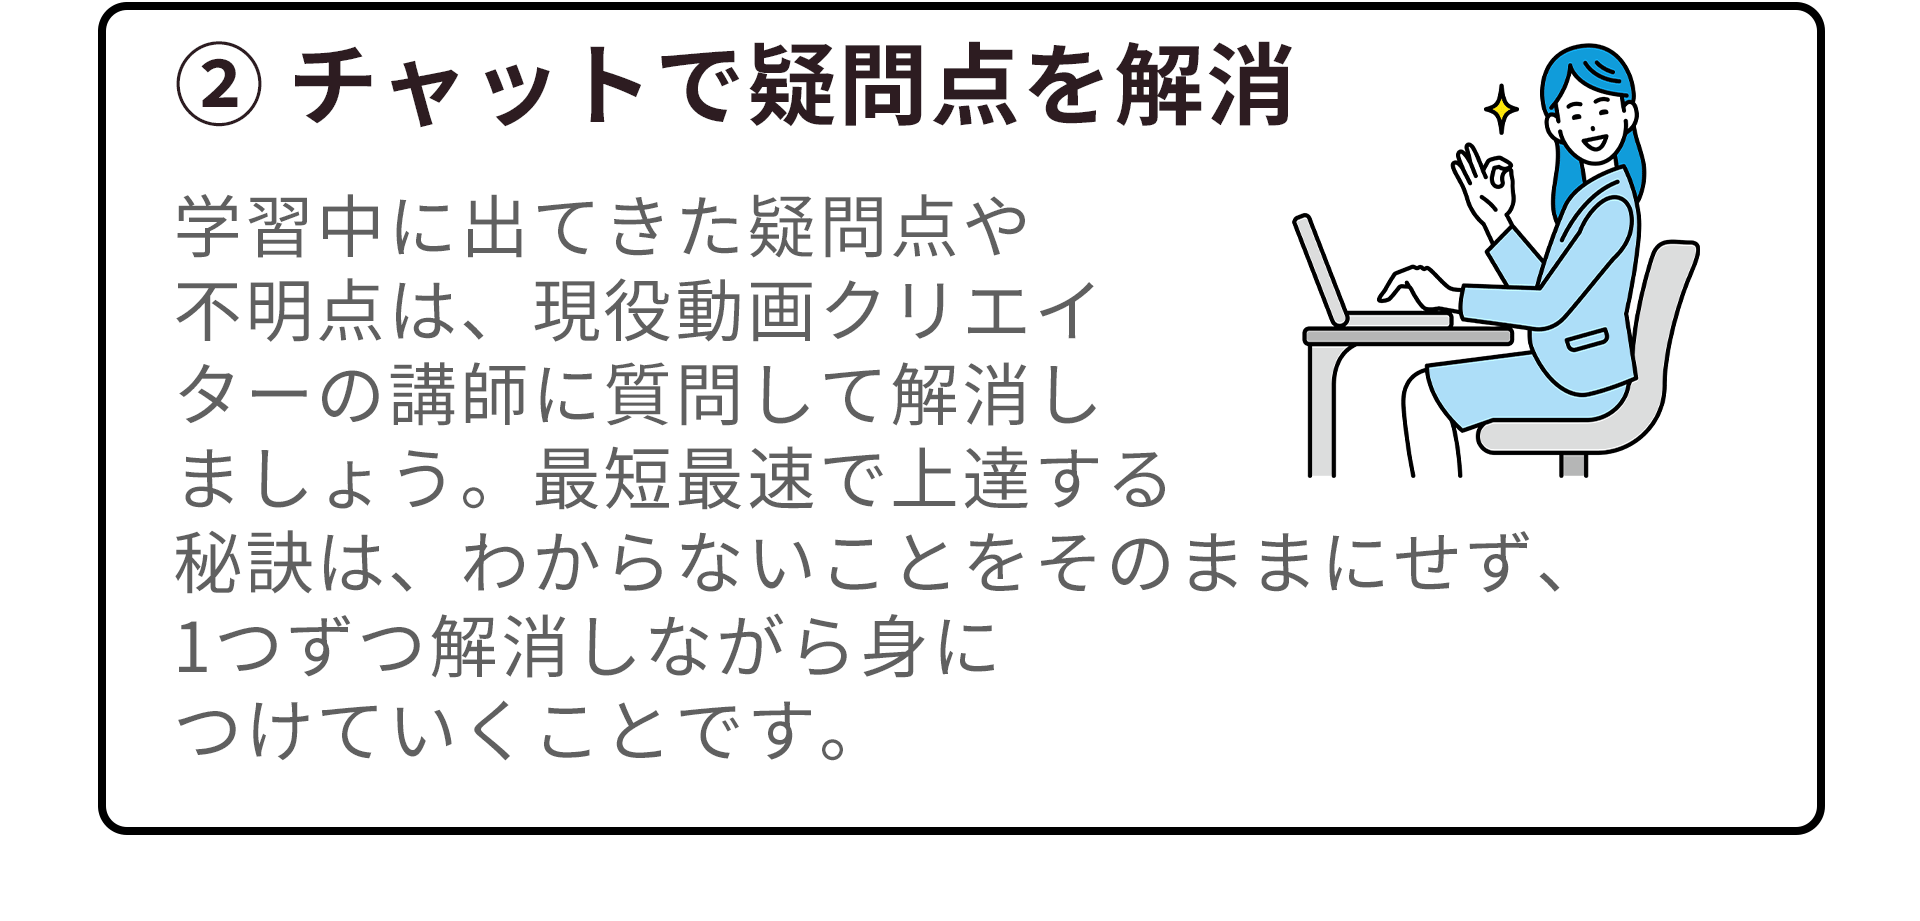 ② チャットで疑問点を解消
学習中に出てきた疑問点や
不明点は、現役動画クリエイ
ターの講師に質問して解消し
ましょう。最短最速で上達する
秘訣は、わからないことをそのままにせず、
1つずつ解消しながら身に
つけていくことです。